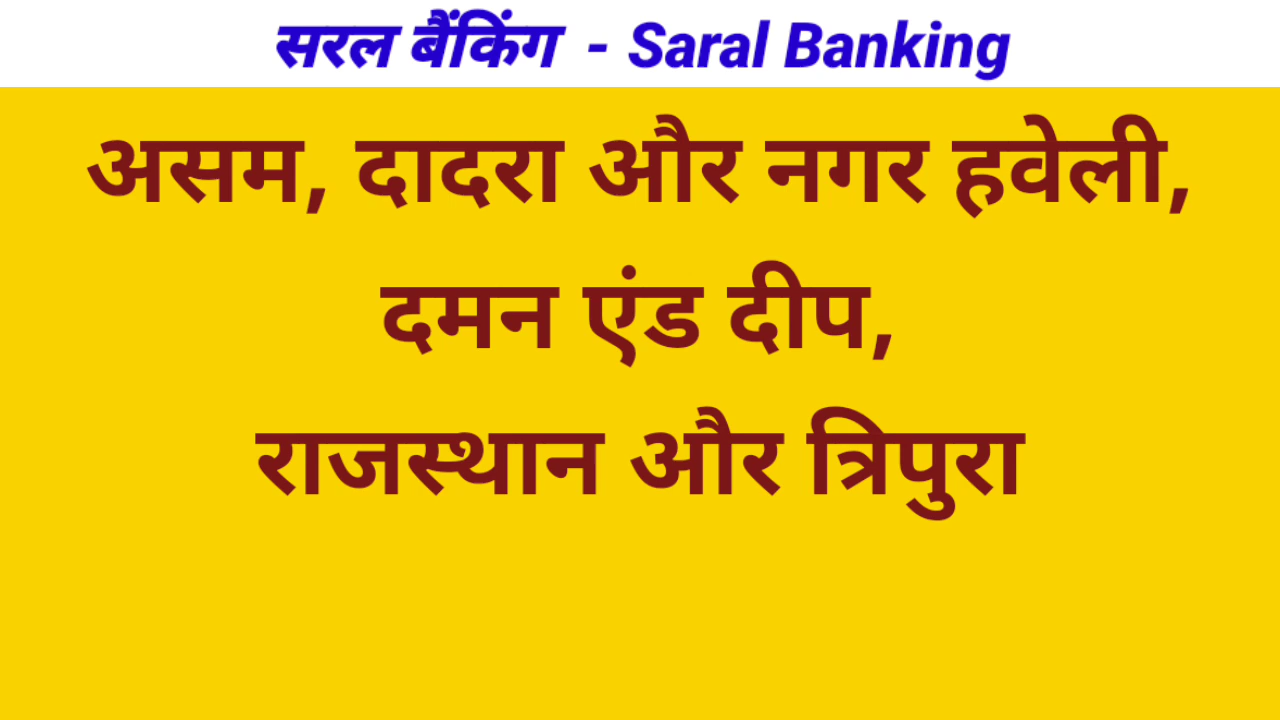 सरल बैंकिंग - Saral Banking
असम, दादरा और नगर हवेली,
दमन एंड दीप,
राजस्थान और त्रिपुरा